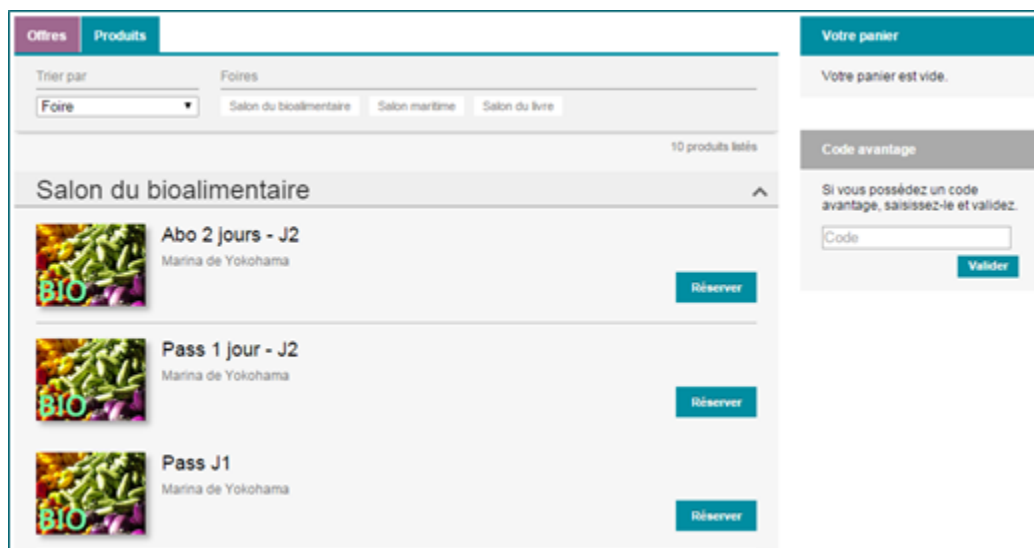 Offres Produits
Trier par Foires
Foire Salon du bioalimentaire Salon maritime Salon du livre
10 produits listés
Salon du bioalimentaire
Abo 2 jours - J2
Marina de Yokohama
BIO
Réserver
Pass 1 jour - J2
Marina de Yokohama
BIO
Réserver
Pass J1
Marina de Yokohama
BIO
Réserver
Votre panier
Votre panier est vide.
Code avantage
Si vous possédez un code
avantage, saisissez-le et validez.
Code
Valider